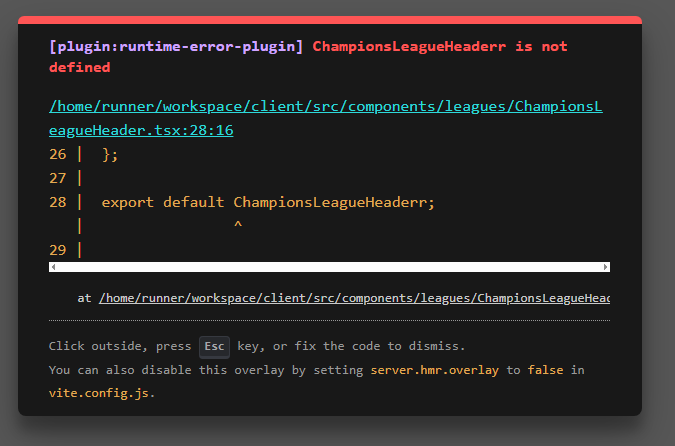 [plugin:runtime-error-plugin] ChampionsLeagueHeaderr is not
defined
/home/runner/workspace/client/src/components/leagues/ChampionsL
eagueHeader.tsx:28:16
26 |  };
27 |
28 |  export default ChampionsLeagueHeaderr;
   |                 ^
29 |
at /home/runner/workspace/client/src/components/leagues/ChampionsLeagueHead
Click outside, press Esc key, or fix the code to dismiss.
You can also disable this overlay by setting server.hmr.overlay to false in
vite.config.js.